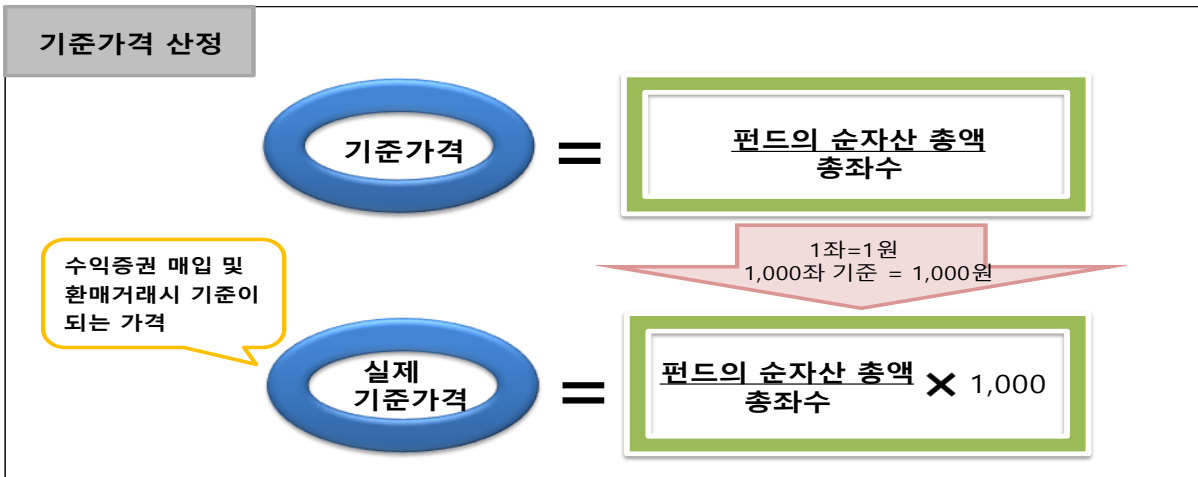 기준가격 산정
기준가격
=
펀드의 순자산 총액
총좌수
1좌=1원
1,000좌 기준 = 1,000원
수익증권 매입 및
환매거래시 기준이
되는 가격
실제
기준가격
=
펀드의 순자산 총액
총좌수
× 1,000